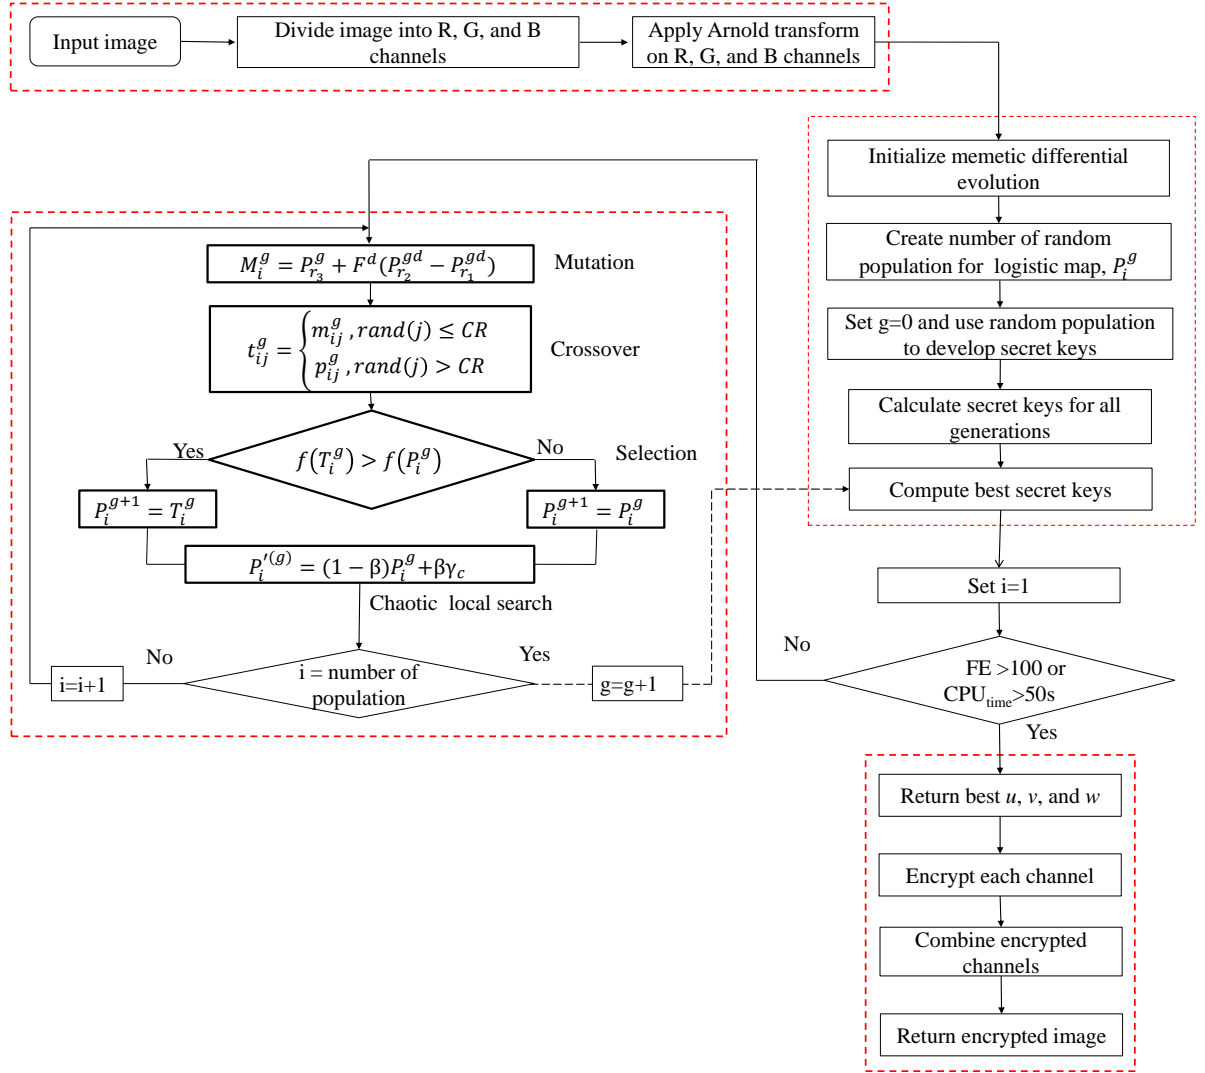 Input image
Divide image into R, G, and B
channels
Apply Arnold transform
on R, G, and B channels
Initialize memetic differential
evolution
Create number of random
population for logistic map, P_i^g
Set g=0 and use random population
to develop secret keys
Calculate secret keys for all
generations
Compute best secret keys
Set i=1
FE >100 or
CPU_time>50s
No
Yes
M_i^g = P_{r_3}^g + F^d(P_{r_2}^{gd} − P_{r_1}^{gd})
Mutation
t_{ij}^g = { m_{ij}^g , rand(j) ≤ CR
p_{ij}^g , rand(j) > CR
Crossover
Yes
f(T_i^g) > f(P_i^g)
No
Selection
P_i^{g+1} = T_i^g
P_i^{g+1} = P_i^g
P_i^{′(g)} = (1 − β)P_i^g+βγ_c
Chaotic local search
No
i = number of
population
Yes
i=i+1
g=g+1
Return best u, v, and w
Encrypt each channel
Combine encrypted
channels
Return encrypted image